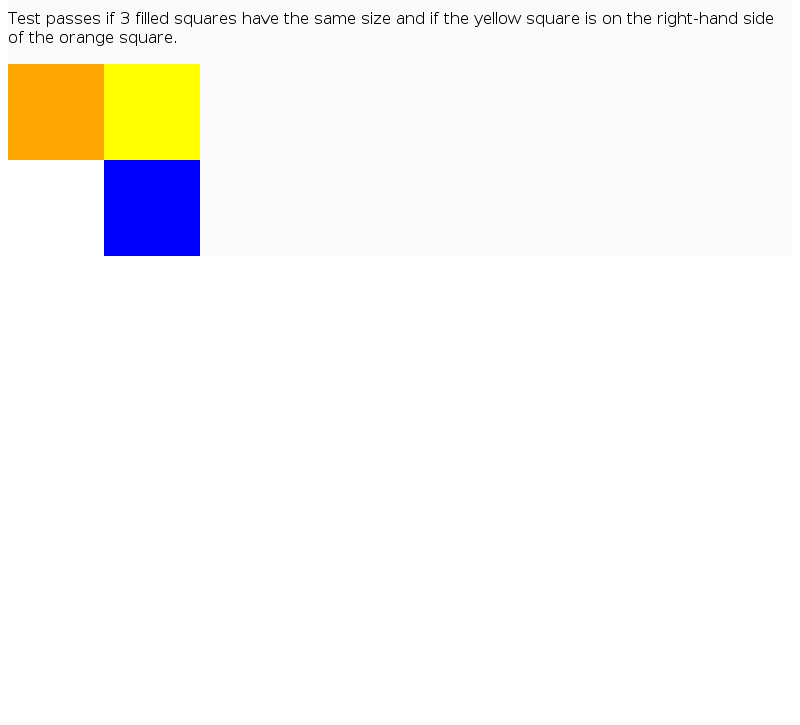 Test passes if 3 filled squares have the same size and if the yellow square is on the right-hand side
of the orange square.